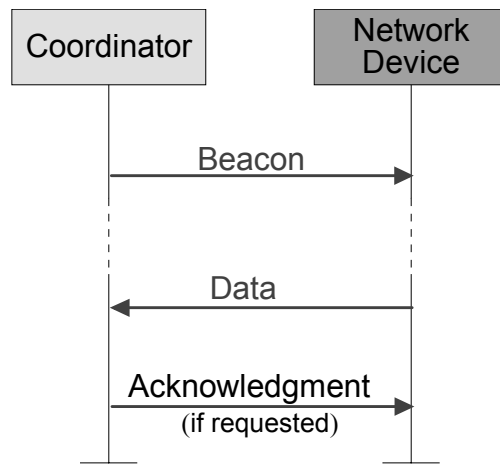 Coordinator
Network
Device
Beacon
Data
Acknowledgment
(if requested)